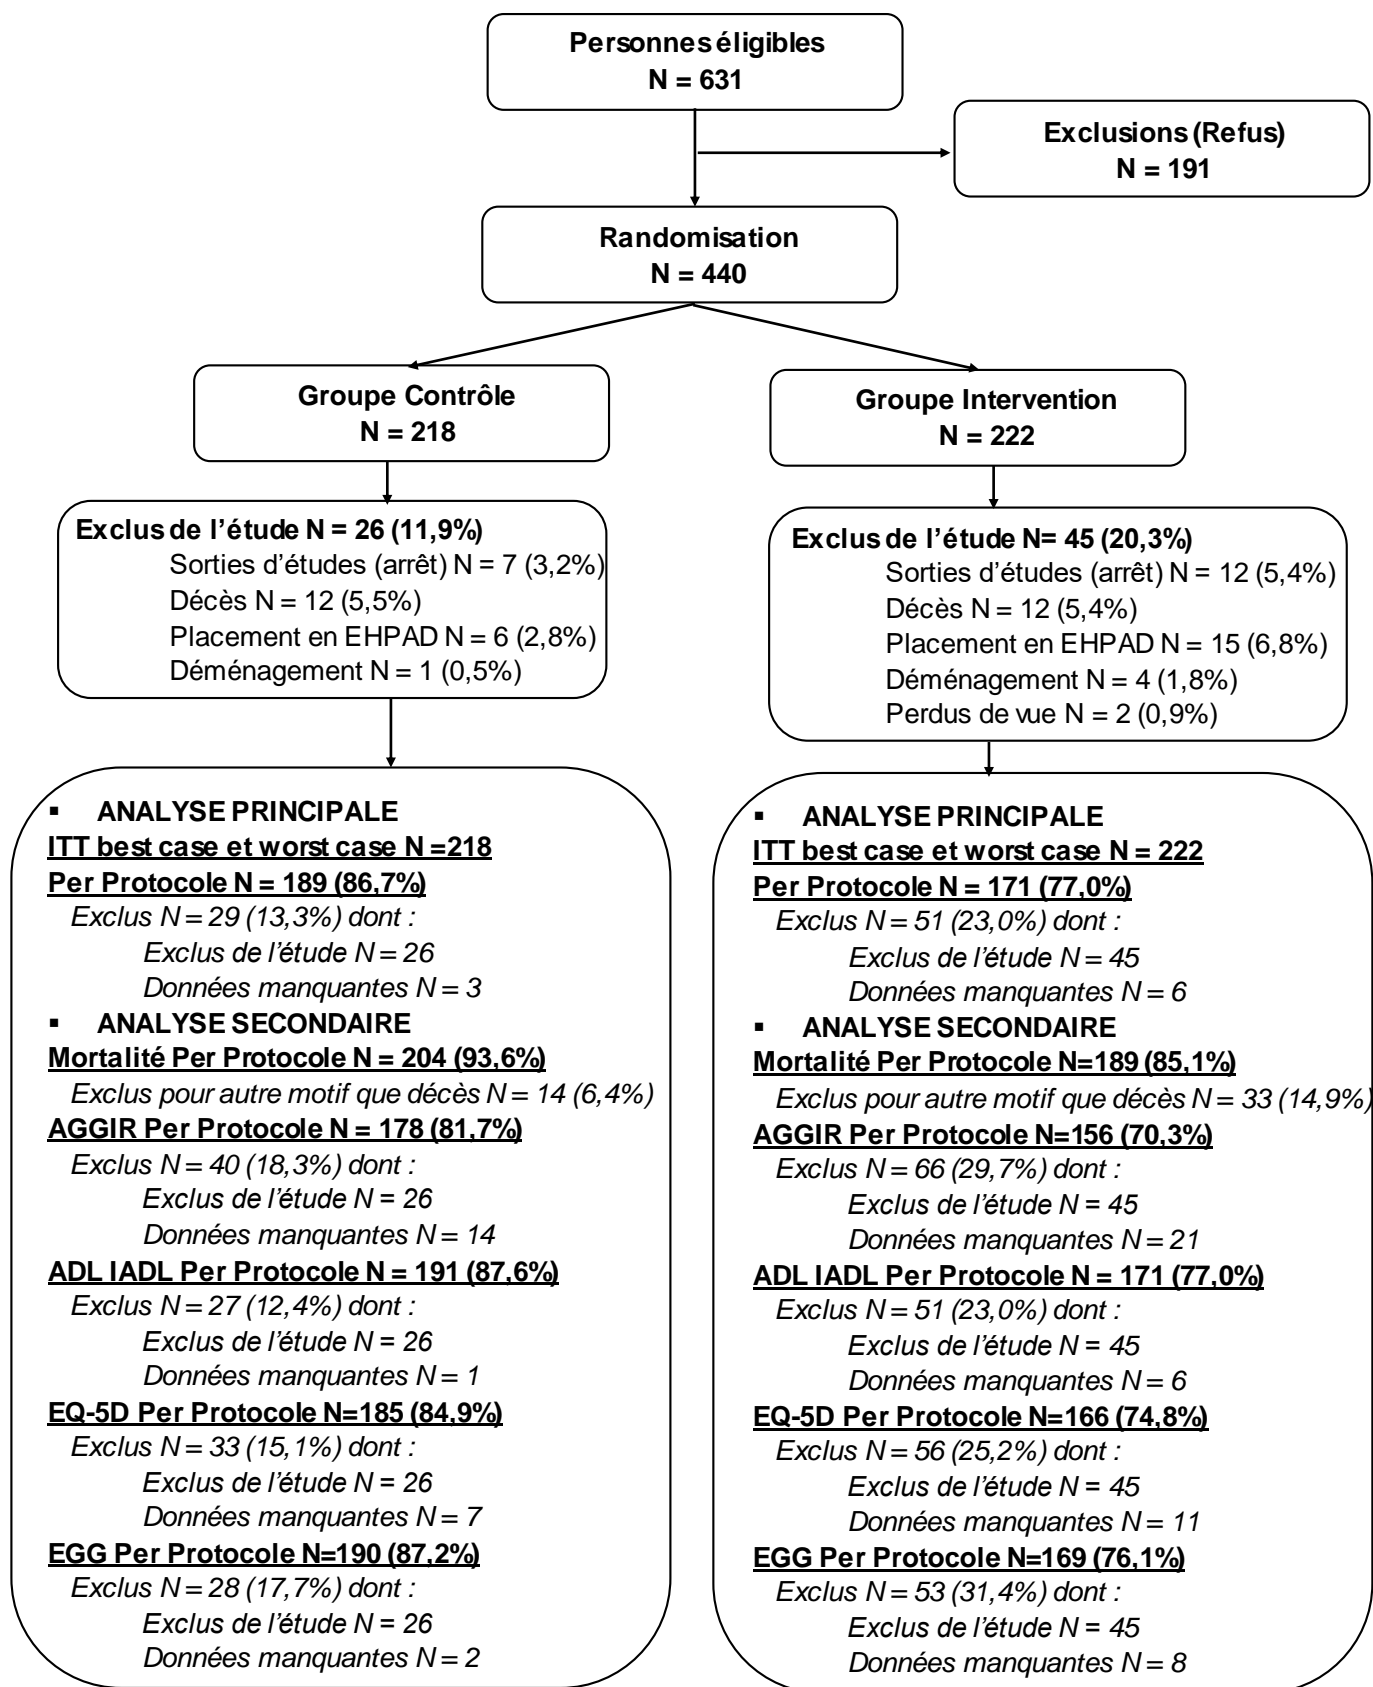 Personnes éligibles
N = 631
Exclusions (Refus)
N = 191
Randomisation
N = 440
Groupe Contrôle
N = 218
Groupe Intervention
N = 222
Exclus de l’étude N = 26 (11,9%)
Sorties d’études (arrêt) N = 7 (3,2%)
Décès N = 12 (5,5%)
Placement en EHPAD N = 6 (2,8%)
Déménagement N = 1 (0,5%)
Exclus de l’étude N= 45 (20,3%)
Sorties d’études (arrêt) N = 12 (5,4%)
Décès N = 12 (5,4%)
Placement en EHPAD N = 15 (6,8%)
Déménagement N = 4 (1,8%)
Perdus de vue N = 2 (0,9%)
▪ ANALYSE PRINCIPALE
ITT best case et worst case N =218
Per Protocole N = 189 (86,7%)
Exclus N = 29 (13,3%) dont :
Exclus de l’étude N = 26
Données manquantes N = 3
▪ ANALYSE SECONDAIRE
Mortalité Per Protocole N = 204 (93,6%)
Exclus pour autre motif que décès N = 14 (6,4%)
AGGIR Per Protocole N = 178 (81,7%)
Exclus N = 40 (18,3%) dont :
Exclus de l’étude N = 26
Données manquantes N = 14
ADL IADL Per Protocole N = 191 (87,6%)
Exclus N = 27 (12,4%) dont :
Exclus de l’étude N = 26
Données manquantes N = 1
EQ-5D Per Protocole N=185 (84,9%)
Exclus N = 33 (15,1%) dont :
Exclus de l’étude N = 26
Données manquantes N = 7
EGG Per Protocole N=190 (87,2%)
Exclus N = 28 (17,7%) dont :
Exclus de l’étude N = 26
Données manquantes N = 2
▪ ANALYSE PRINCIPALE
ITT best case et worst case N = 222
Per Protocole N = 171 (77,0%)
Exclus N = 51 (23,0%) dont :
Exclus de l’étude N = 45
Données manquantes N = 6
▪ ANALYSE SECONDAIRE
Mortalité Per Protocole N=189 (85,1%)
Exclus pour autre motif que décès N = 33 (14,9%)
AGGIR Per Protocole N=156 (70,3%)
Exclus N = 66 (29,7%) dont :
Exclus de l’étude N = 45
Données manquantes N = 21
ADL IADL Per Protocole N = 171 (77,0%)
Exclus N = 51 (23,0%) dont :
Exclus de l’étude N = 45
Données manquantes N = 6
EQ-5D Per Protocole N=166 (74,8%)
Exclus N = 56 (25,2%) dont :
Exclus de l’étude N = 45
Données manquantes N = 11
EGG Per Protocole N=169 (76,1%)
Exclus N = 53 (31,4%) dont :
Exclus de l’étude N = 45
Données manquantes N = 8